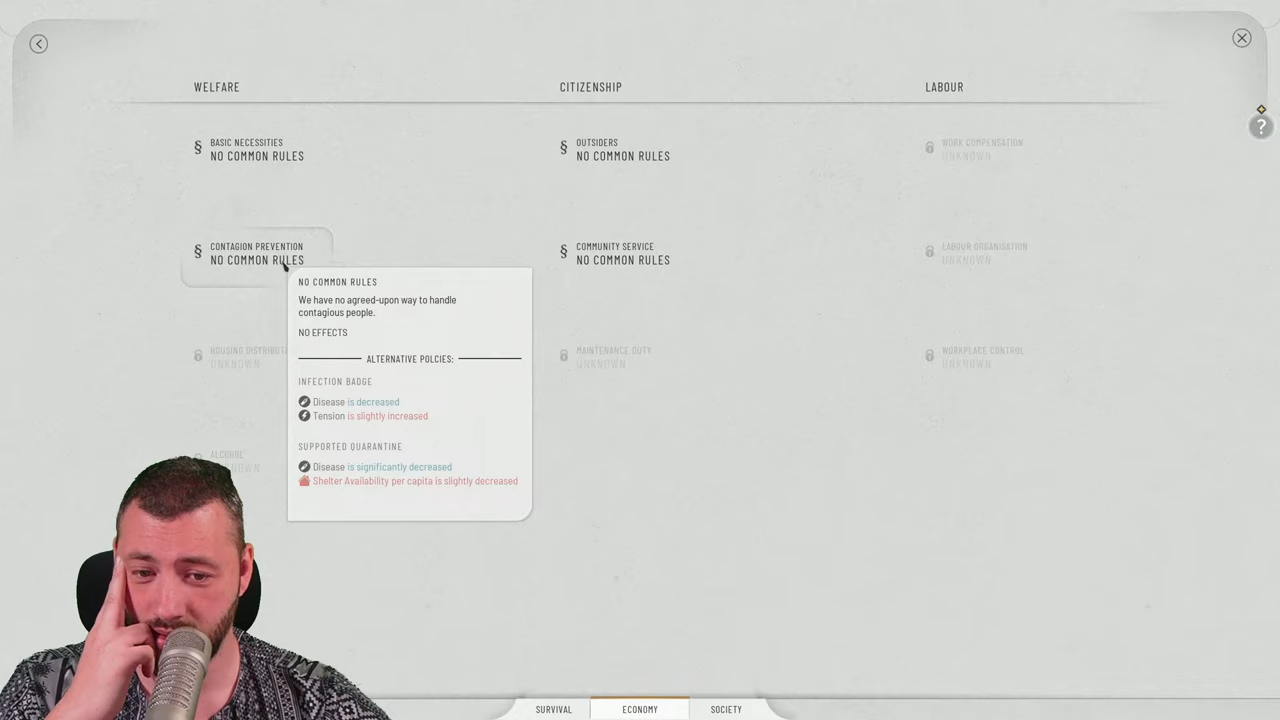 WELFARE
CITIZENSHIP
LABOUR
BASIC NECESSITIES
NO COMMON RULES
OUTSIDERS
NO COMMON RULES
WORK COMPENSATION
UNKNOWN
CONTAGION PREVENTION
NO COMMON RULES
COMMUNITY SERVICE
NO COMMON RULES
LABOUR ORGANISATION
UNKNOWN
NO COMMON RULES
We have no agreed-upon way to handle
contagious people.
NO EFFECTS
ALTERNATIVE POLCIES:
INFECTION BADGE
Disease is decreased
Tension is slightly increased
SUPPORTED QUARANTINE
Disease is significantly decreased
Shelter Availability per capita is slightly decreased
HOUSING
UNKNOWN
MAINTENANCE DUTY
UNKNOWN
WORKPLACE CONTROL
UNKNOWN
ALCOHOL
SURVIVAL
ECONOMY
SOCIETY
?